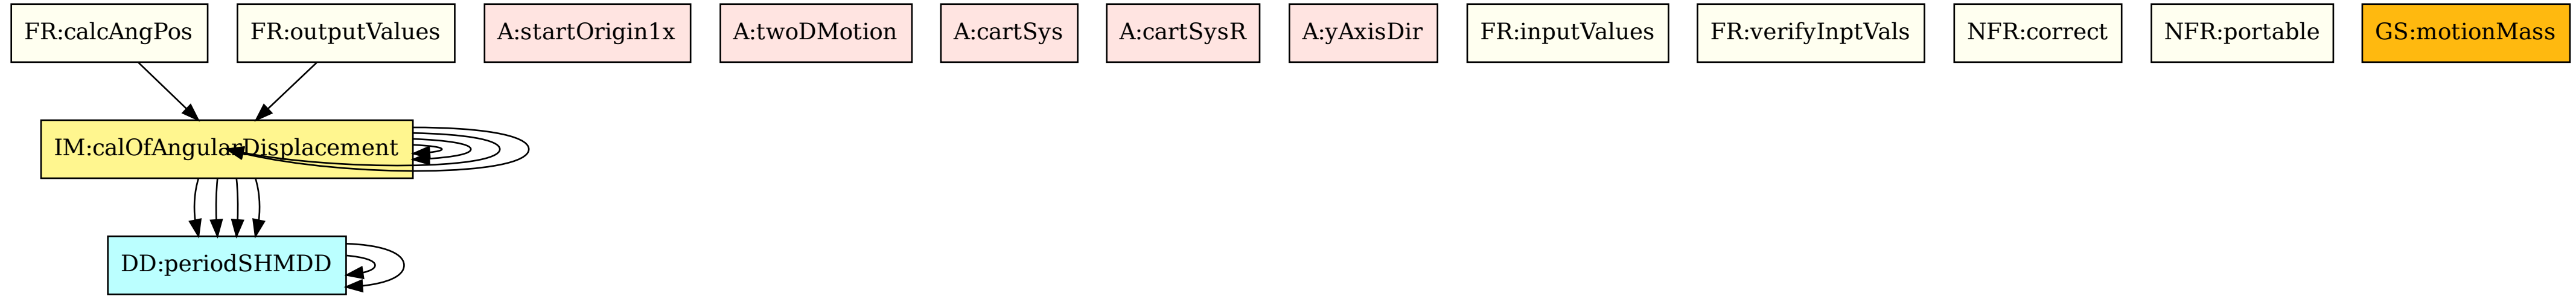 FR:calcAngPos
FR:outputValues
A:startOrigin1x
A:twoDMotion
A:cartSys
A:cartSysR
A:yAxisDir
FR:inputValues
FR:verifyInptVals
NFR:correct
NFR:portable
GS:motionMass
IM:calOfAngularDisplacement
DD:periodSHMDD